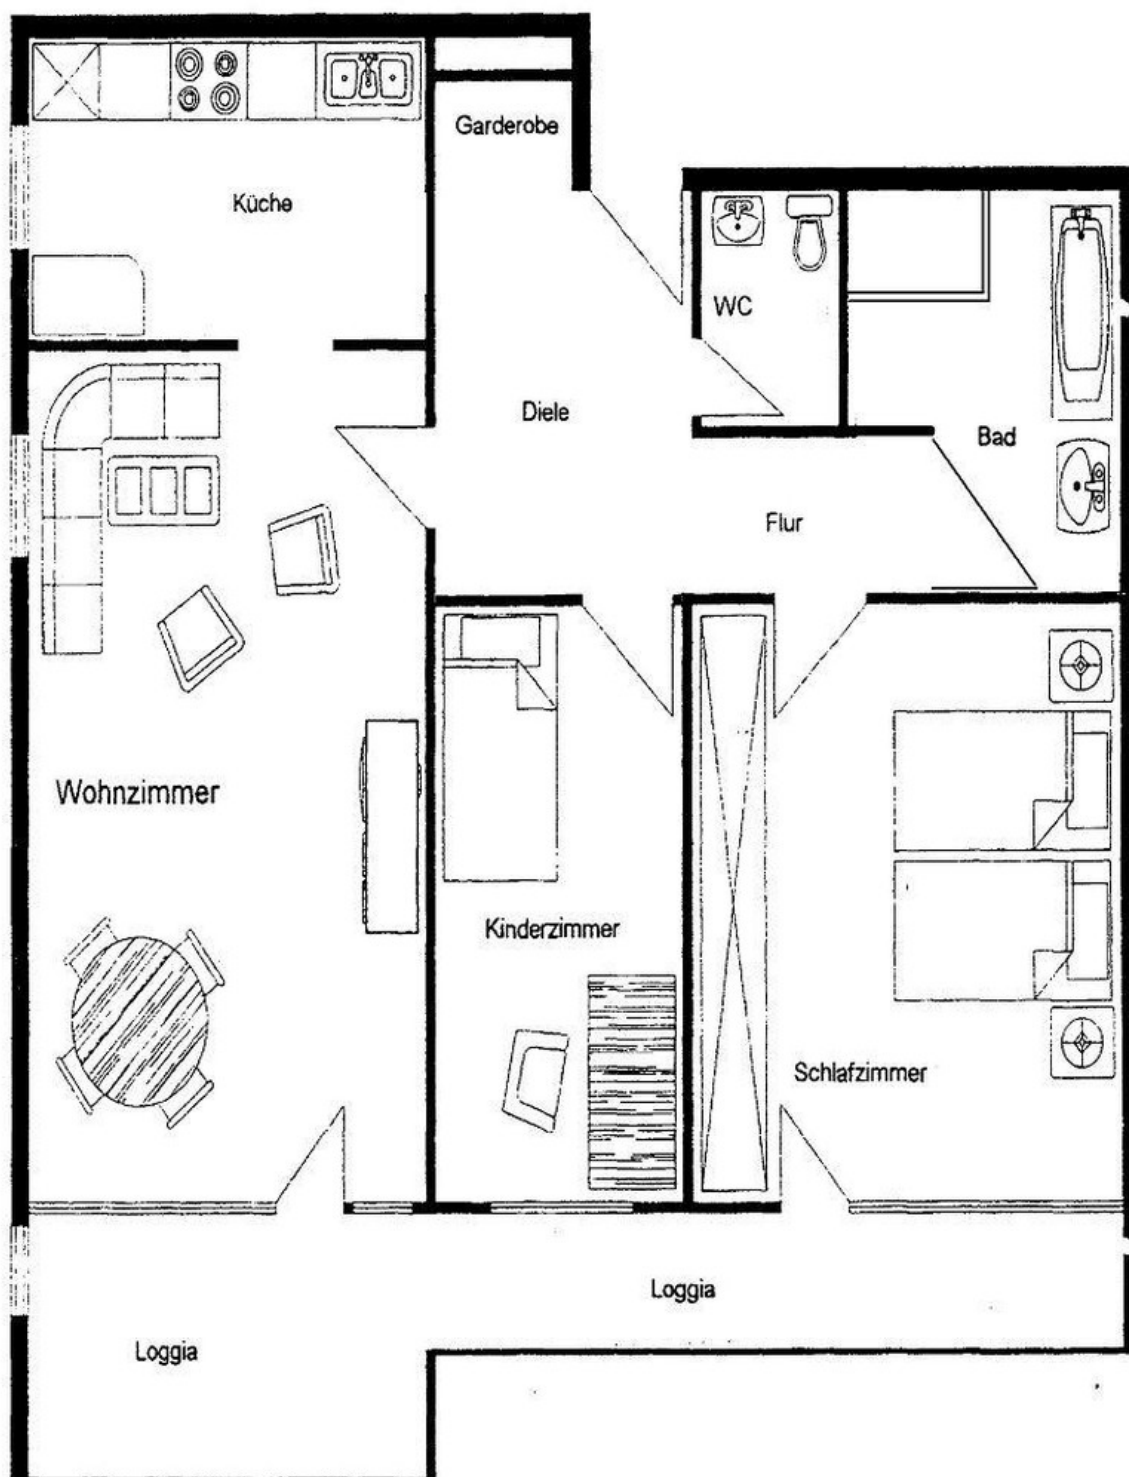 Garderobe
Küche
WC
Diele
Bad
Flur
Wohnzimmer
Kinderzimmer
Schlafzimmer
Loggia
Loggia